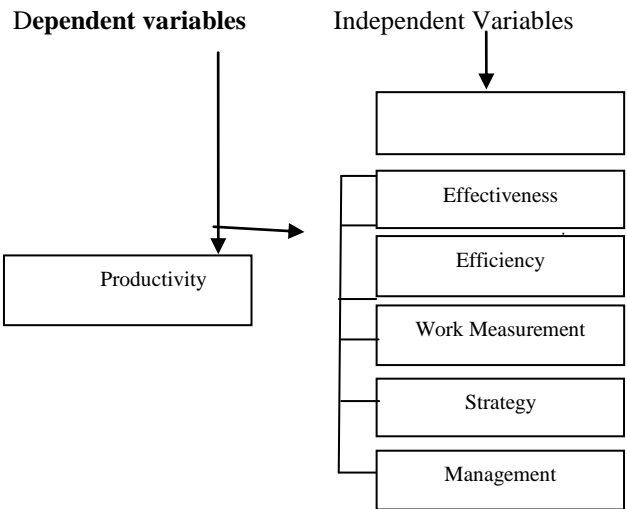 Dependent variables Independent Variables
Effectiveness
Efficiency
Productivity
Work Measurement
Strategy
Management